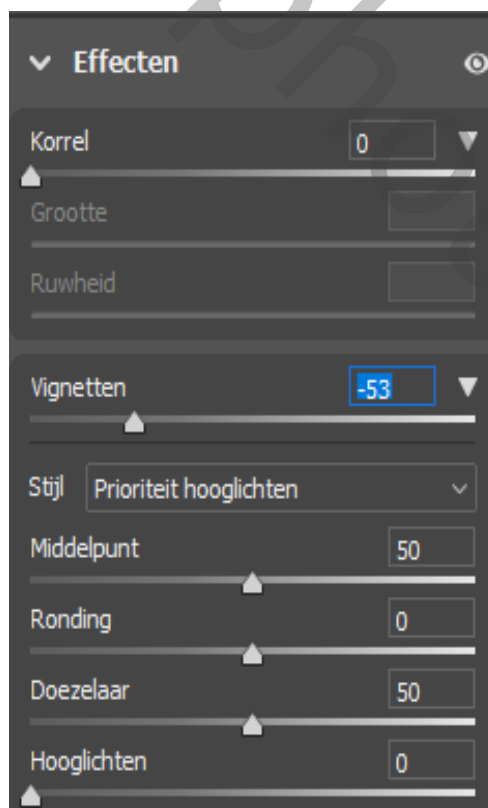 Effecten
Korrel 0
Grootte
Ruwheid
Vignetten -53
Stijl Prioriteit hooglichten
Middelpunt 50
Ronding 0
Doezelaar 50
Hooglichten 0